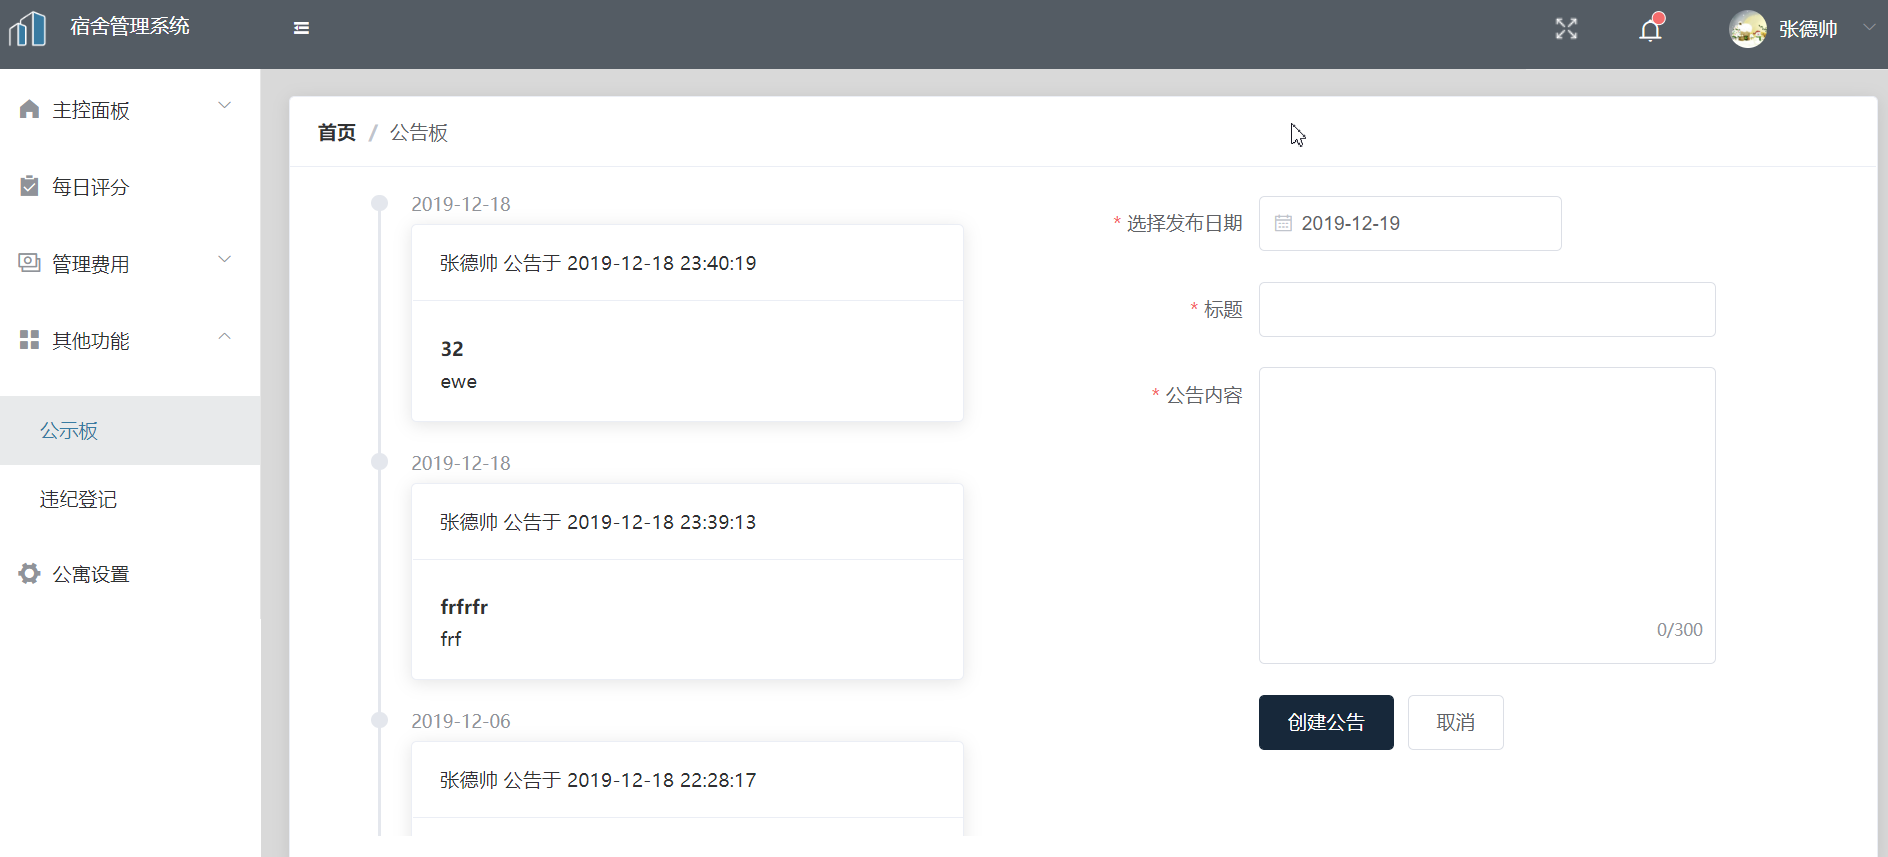 宿舍管理系统
张德帅
主控面板
每日评分
管理费用
其他功能
公示板
违纪登记
公寓设置
首页 / 公告板
2019-12-18
张德帅 公告于 2019-12-18 23:40:19
32
ewe
2019-12-18
张德帅 公告于 2019-12-18 23:39:13
frfrfr
frf
2019-12-06
张德帅 公告于 2019-12-18 22:28:17
* 选择发布日期 2019-12-19
* 标题
* 公告内容
0/300
创建公告 取消